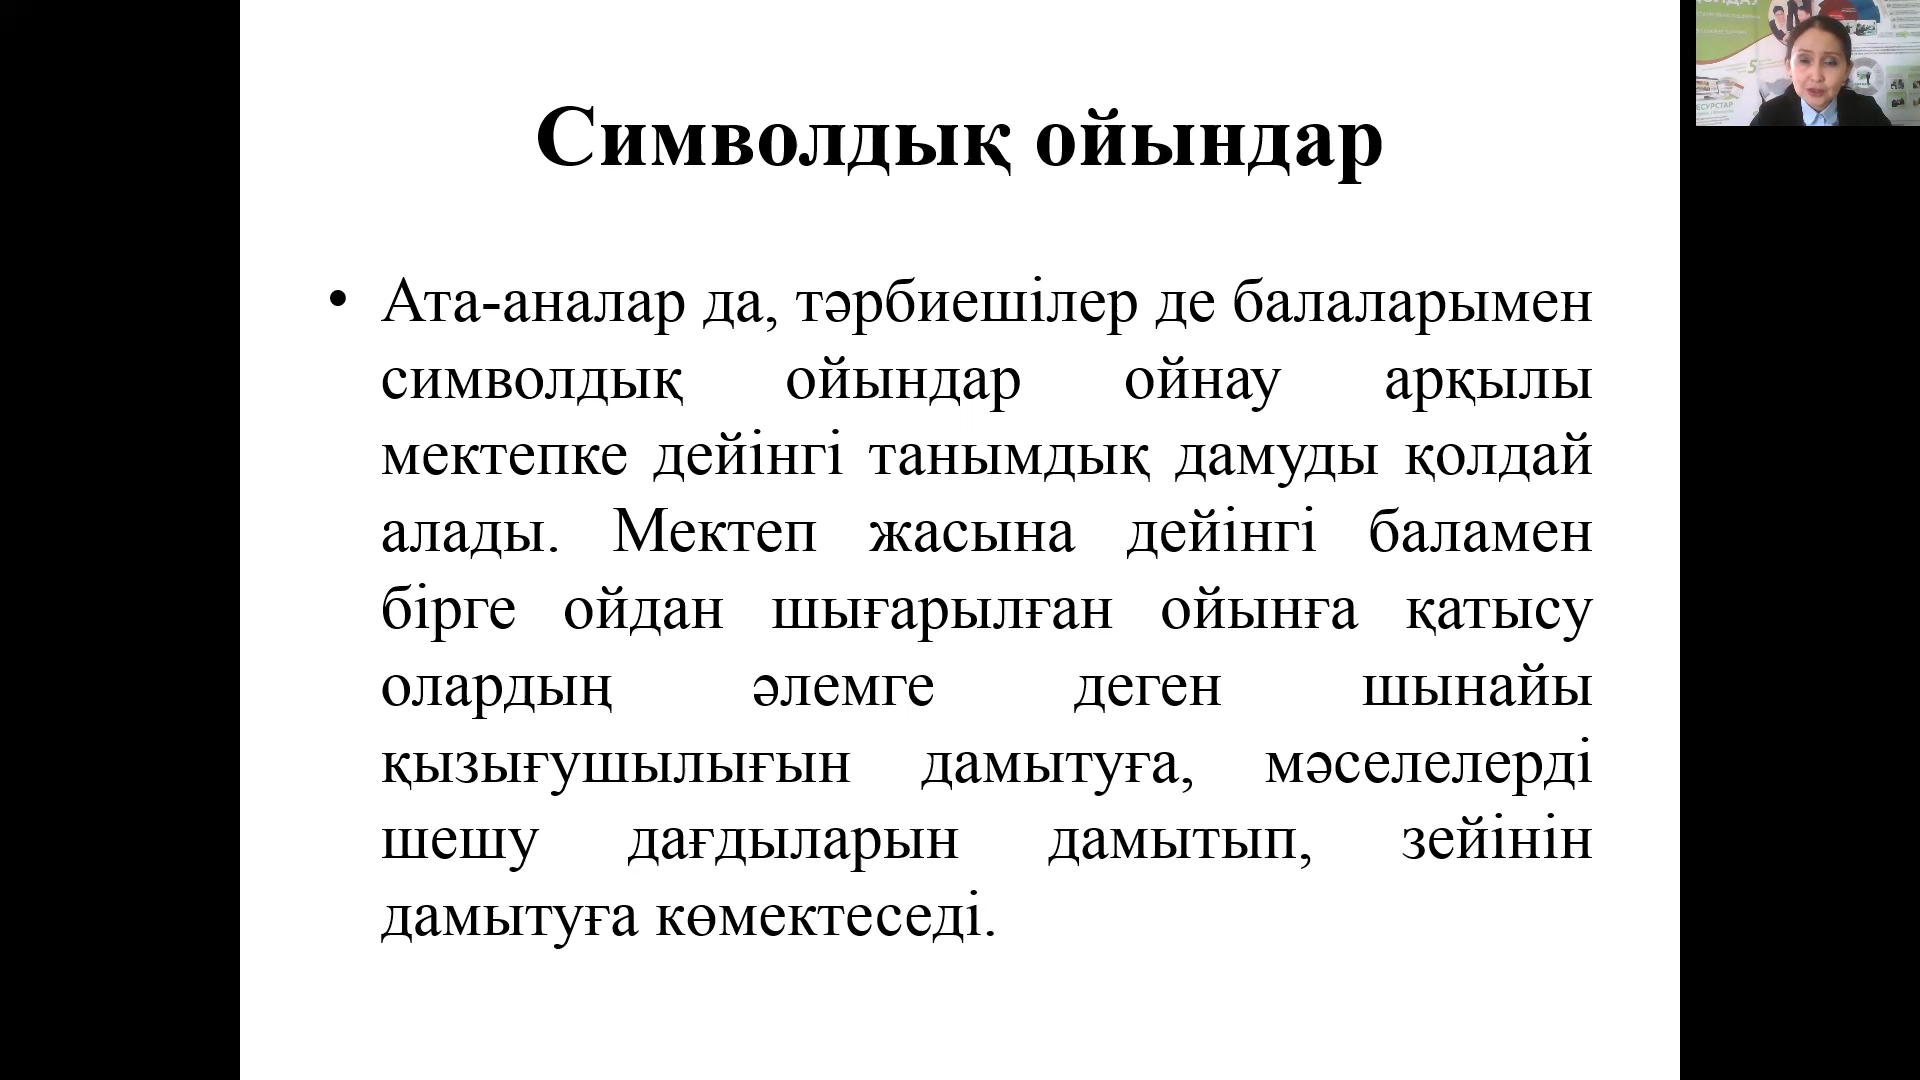 Символдық ойындар
• Ата-аналар да, тәрбиешілер де балаларымен
символдық ойындар ойнау арқылы
мектепке дейінгі танымдық дамуды қолдай
алады. Мектеп жасына дейінгі баламен
бірге ойдан шығарылған ойынға қатысу
олардың әлемге деген шынайы
қызығушылығын дамытуға, мәселелерді
шешу дағдыларын дамытып, зейінін
дамытуға көмектеседі.
5